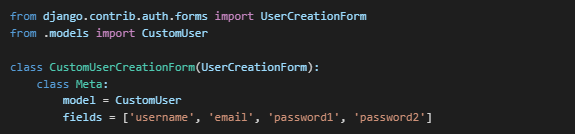 from django.contrib.auth.forms import UserCreationForm
from .models import CustomUser

class CustomUserCreationForm(UserCreationForm):
    class Meta:
        model = CustomUser
        fields = ['username', 'email', 'password1', 'password2']